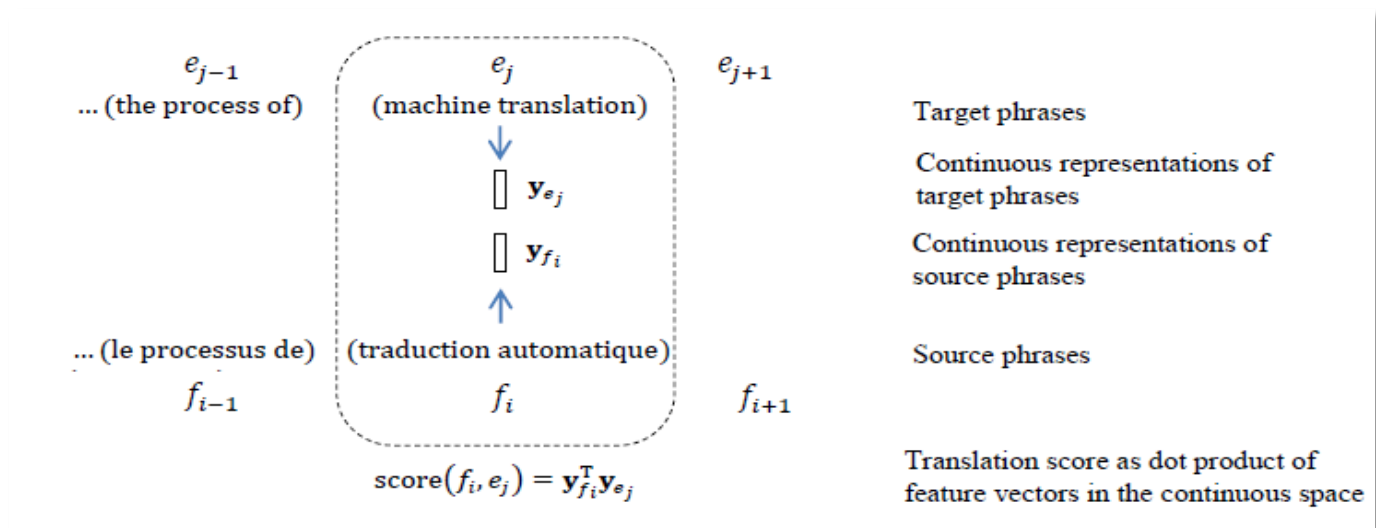 e_{j−1} e_j e_{j+1}
... (the process of) (machine translation) Target phrases
Continuous representations of
target phrases
y_{e_j}
Continuous representations of
source phrases
y_{f_i}
... (le processus de) (traduction automatique) Source phrases
f_{i−1} f_i f_{i+1}
score(f_i, e_j) = y_{f_i}^T y_{e_j}
Translation score as dot product of
feature vectors in the continuous space